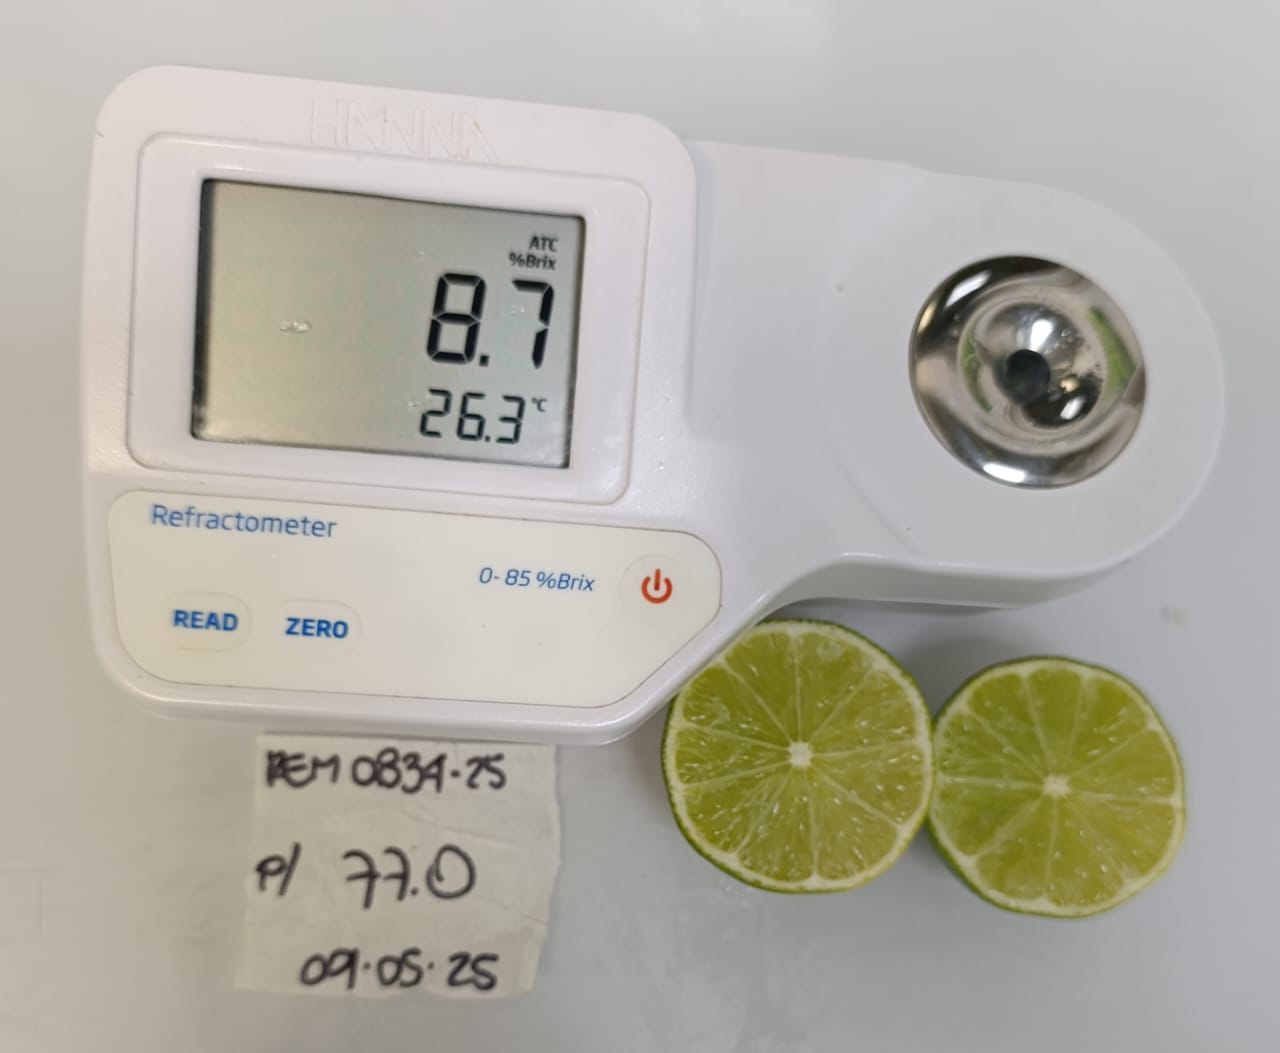 HANNA
ATC
%Brix
8.7
26.3 °C
Refractometer
0-85 %Brix
READ ZERO
REM 0834-25
P/ 77.0
09.05.25